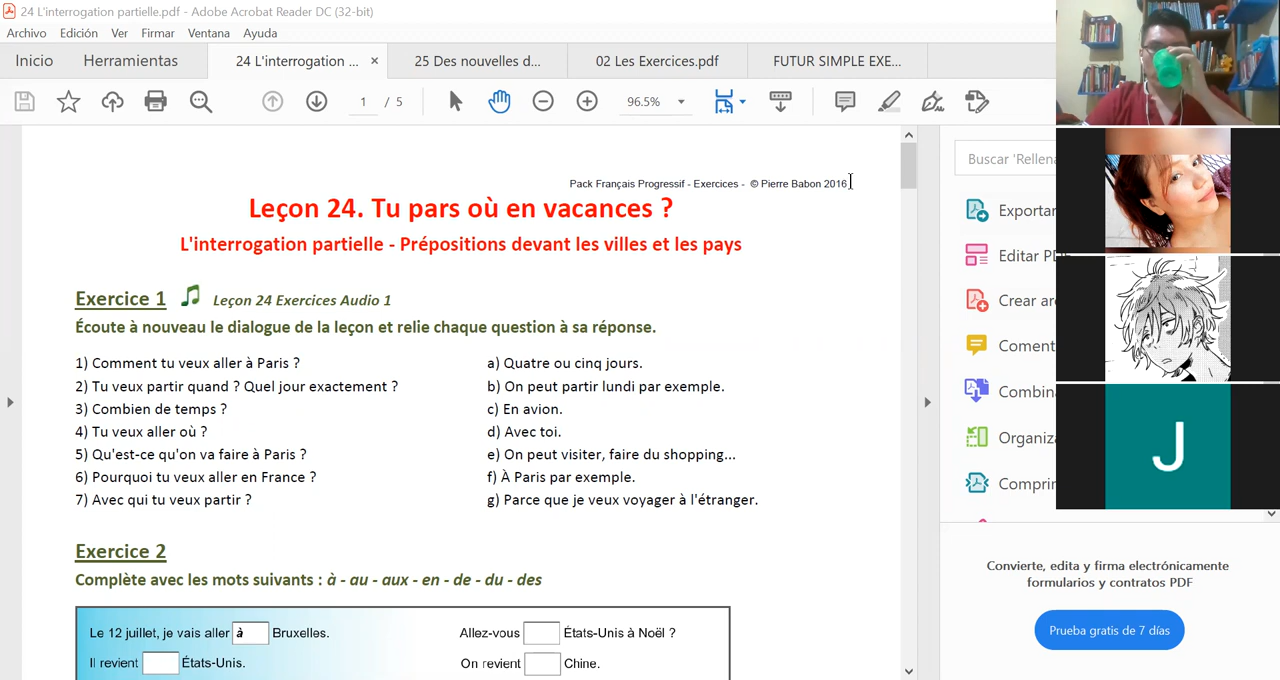 24 L'interrogation partielle.pdf - Adobe Acrobat Reader DC (32-bit)
Archivo Edición Ver Firmar Ventana Ayuda
Inicio Herramientas 24 L'interrogation ... × 25 Des nouvelles d... 02 Les Exercices.pdf FUTUR SIMPLE EXE...
1 / 5 96.5%
Pack Français Progressif - Exercices - © Pierre Babon 2016
Leçon 24. Tu pars où en vacances ?
L'interrogation partielle - Prépositions devant les villes et les pays
Exercice 1 Leçon 24 Exercices Audio 1
Écoute à nouveau le dialogue de la leçon et relie chaque question à sa réponse.
1) Comment tu veux aller à Paris ? a) Quatre ou cinq jours.
2) Tu veux partir quand ? Quel jour exactement ? b) On peut partir lundi par exemple.
3) Combien de temps ? c) En avion.
4) Tu veux aller où ? d) Avec toi.
5) Qu'est-ce qu'on va faire à Paris ? e) On peut visiter, faire du shopping...
6) Pourquoi tu veux aller en France ? f) À Paris par exemple.
7) Avec qui tu veux partir ? g) Parce que je veux voyager à l'étranger.
Exercice 2
Complète avec les mots suivants : à - au - aux - en - de - du - des
Le 12 juillet, je vais aller à Bruxelles. Allez-vous États-Unis à Noël ?
Il revient États-Unis. On revient Chine.
Buscar 'Rellena
Exportar
Editar PD
Crear arc
Coment
Combina
Organiza
Comprin
Convierte, edita y firma electrónicamente
formularios y contratos PDF
Prueba gratis de 7 días
J